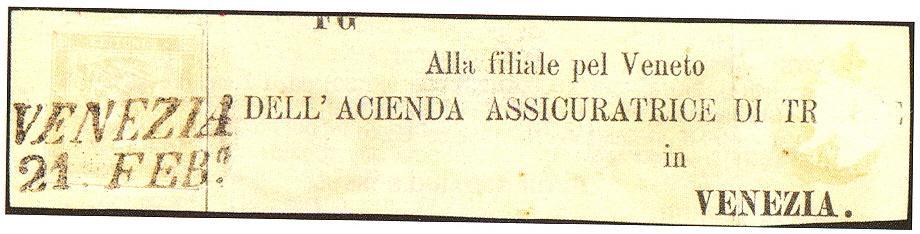 FG
Alla filiale pel Veneto
DELL'ACIENDA ASSICURATRICE DI TR E
in
VENEZIA.
VENEZIA
21. FEB.º